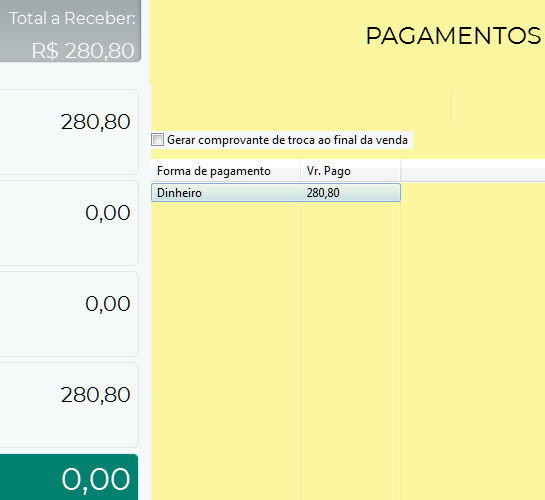 Total a Receber:
R$ 280,80
280,80
0,00
0,00
280,80
0,00
PAGAMENTOS
Gerar comprovante de troca ao final da venda
Forma de pagamento Vr. Pago
Dinheiro 280,80